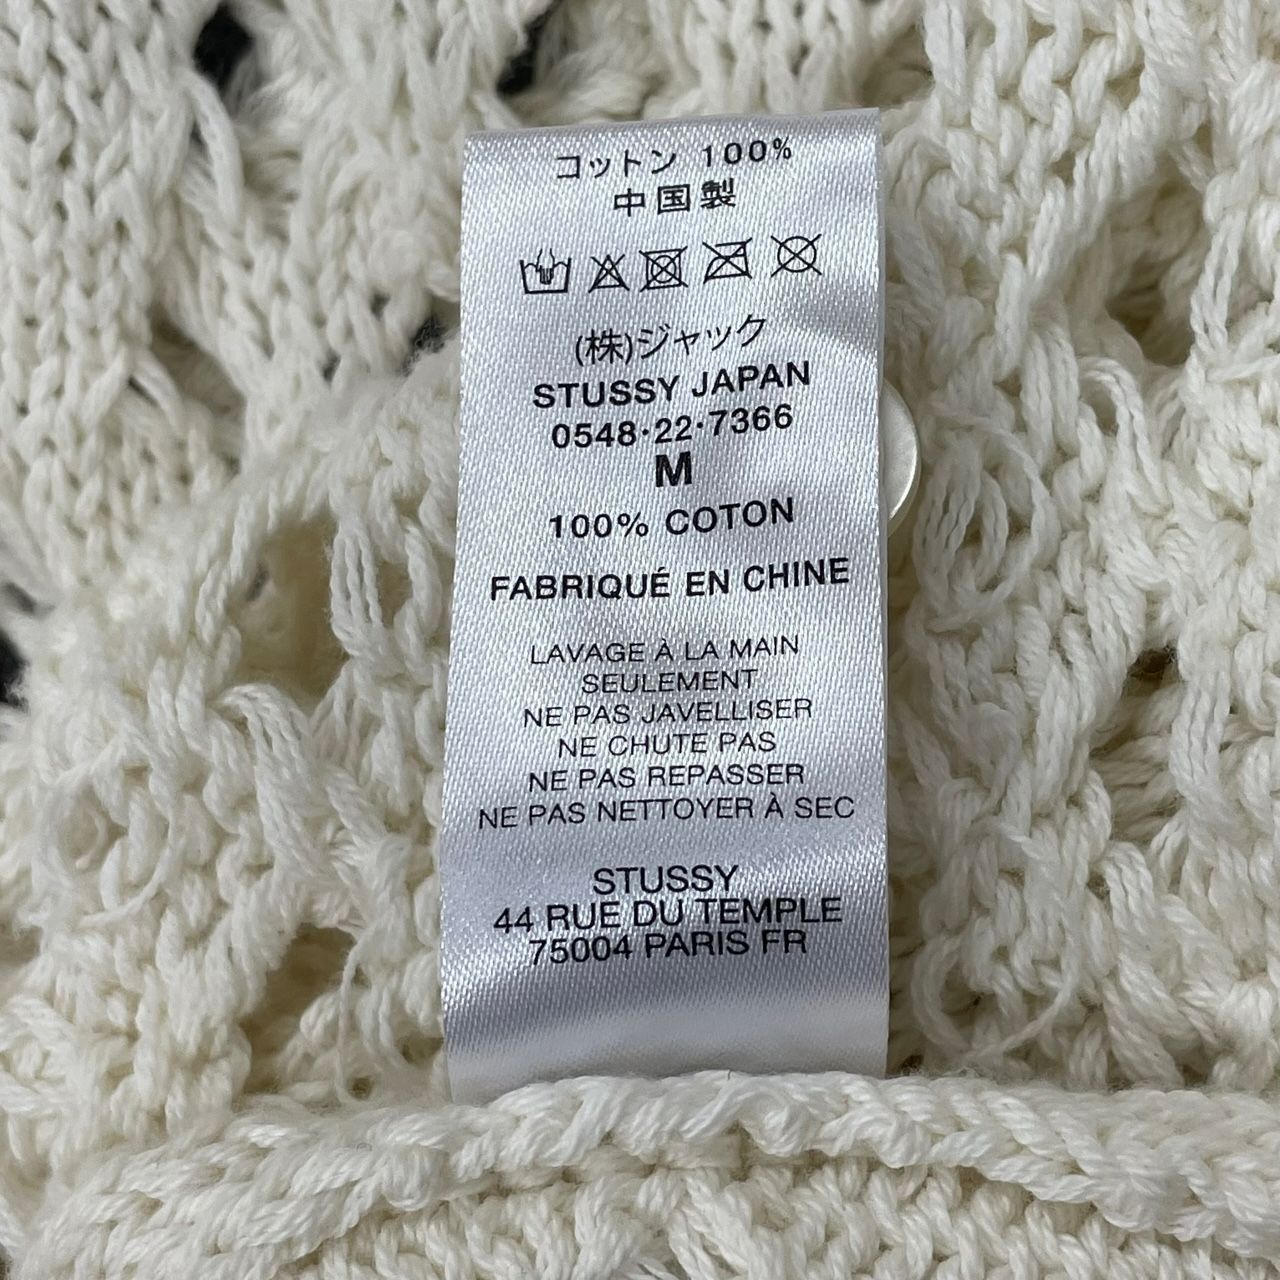 コットン 100%
中国製
(株)ジャック
STUSSY JAPAN
0548·22·7366
M
100% COTON
FABRIQUÉ EN CHINE
LAVAGE À LA MAIN
SEULEMENT
NE PAS JAVELLISER
NE CHUTE PAS
NE PAS REPASSER
NE PAS NETTOYER À SEC
STUSSY
44 RUE DU TEMPLE
75004 PARIS FR